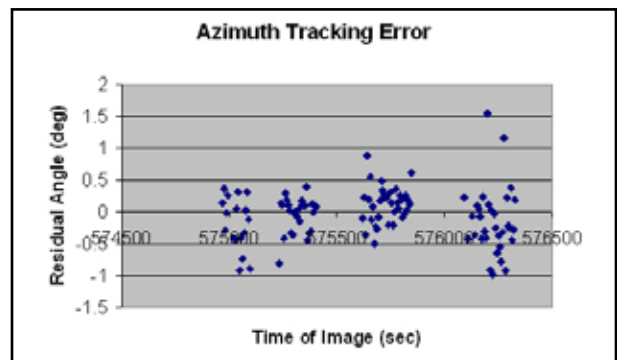 Azimuth Tracking Error
Residual Angle (deg)
2
1.5
1
0.5
0
-0.5
-1
-1.5
574500 575000 575500 576000 576500
Time of Image (sec)